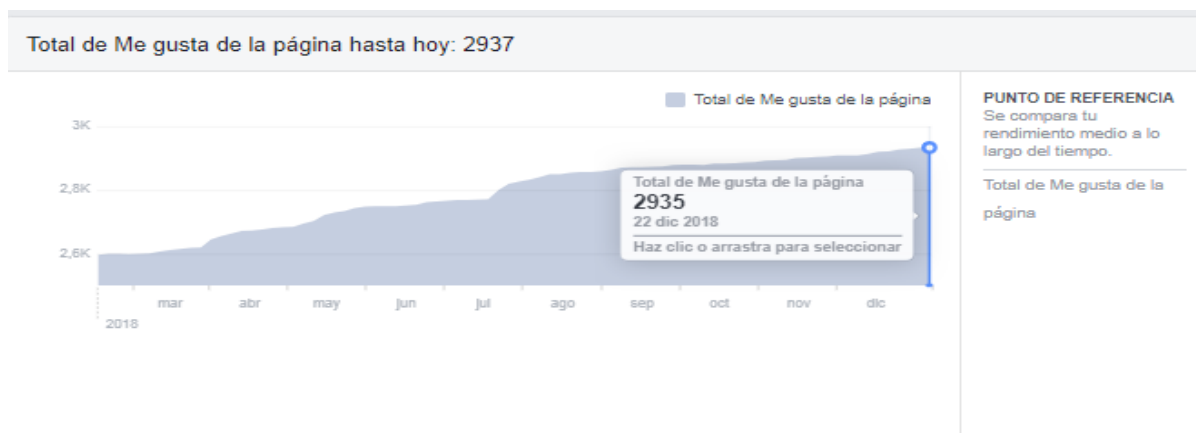 Total de Me gusta de la página hasta hoy: 2937
Total de Me gusta de la página
3K
2,8K
2,6K
Total de Me gusta de la página
2935
22 dic 2018
Haz clic o arrastra para seleccionar
mar abr may jun jul ago sep oct nov dic
2018
PUNTO DE REFERENCIA
Se compara tu
rendimiento medio a lo
largo del tiempo.
Total de Me gusta de la
página